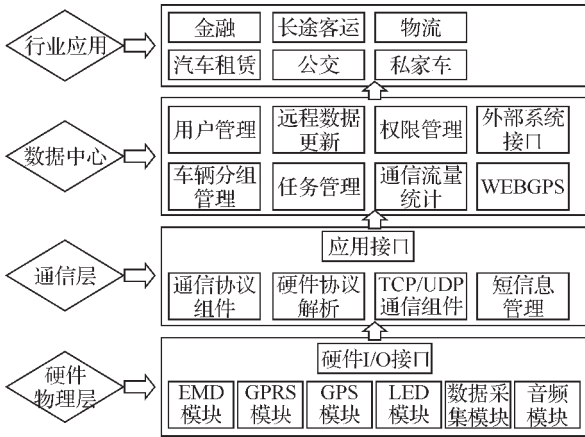 行业应用
金融
长途客运
物流
汽车租赁
公交
私家车
数据中心
用户管理
远程数据
更新
权限管理
外部系统
接口
车辆分组
管理
任务管理
通信流量
统计
WEBGPS
通信层
应用接口
通信协议
组件
硬件协议
解析
TCP/UDP
通信组件
短信息
管理
硬件
物理层
硬件I/O接口
EMD
模块
GPRS
模块
GPS
模块
LED
模块
数据采
集模块
音频
模块